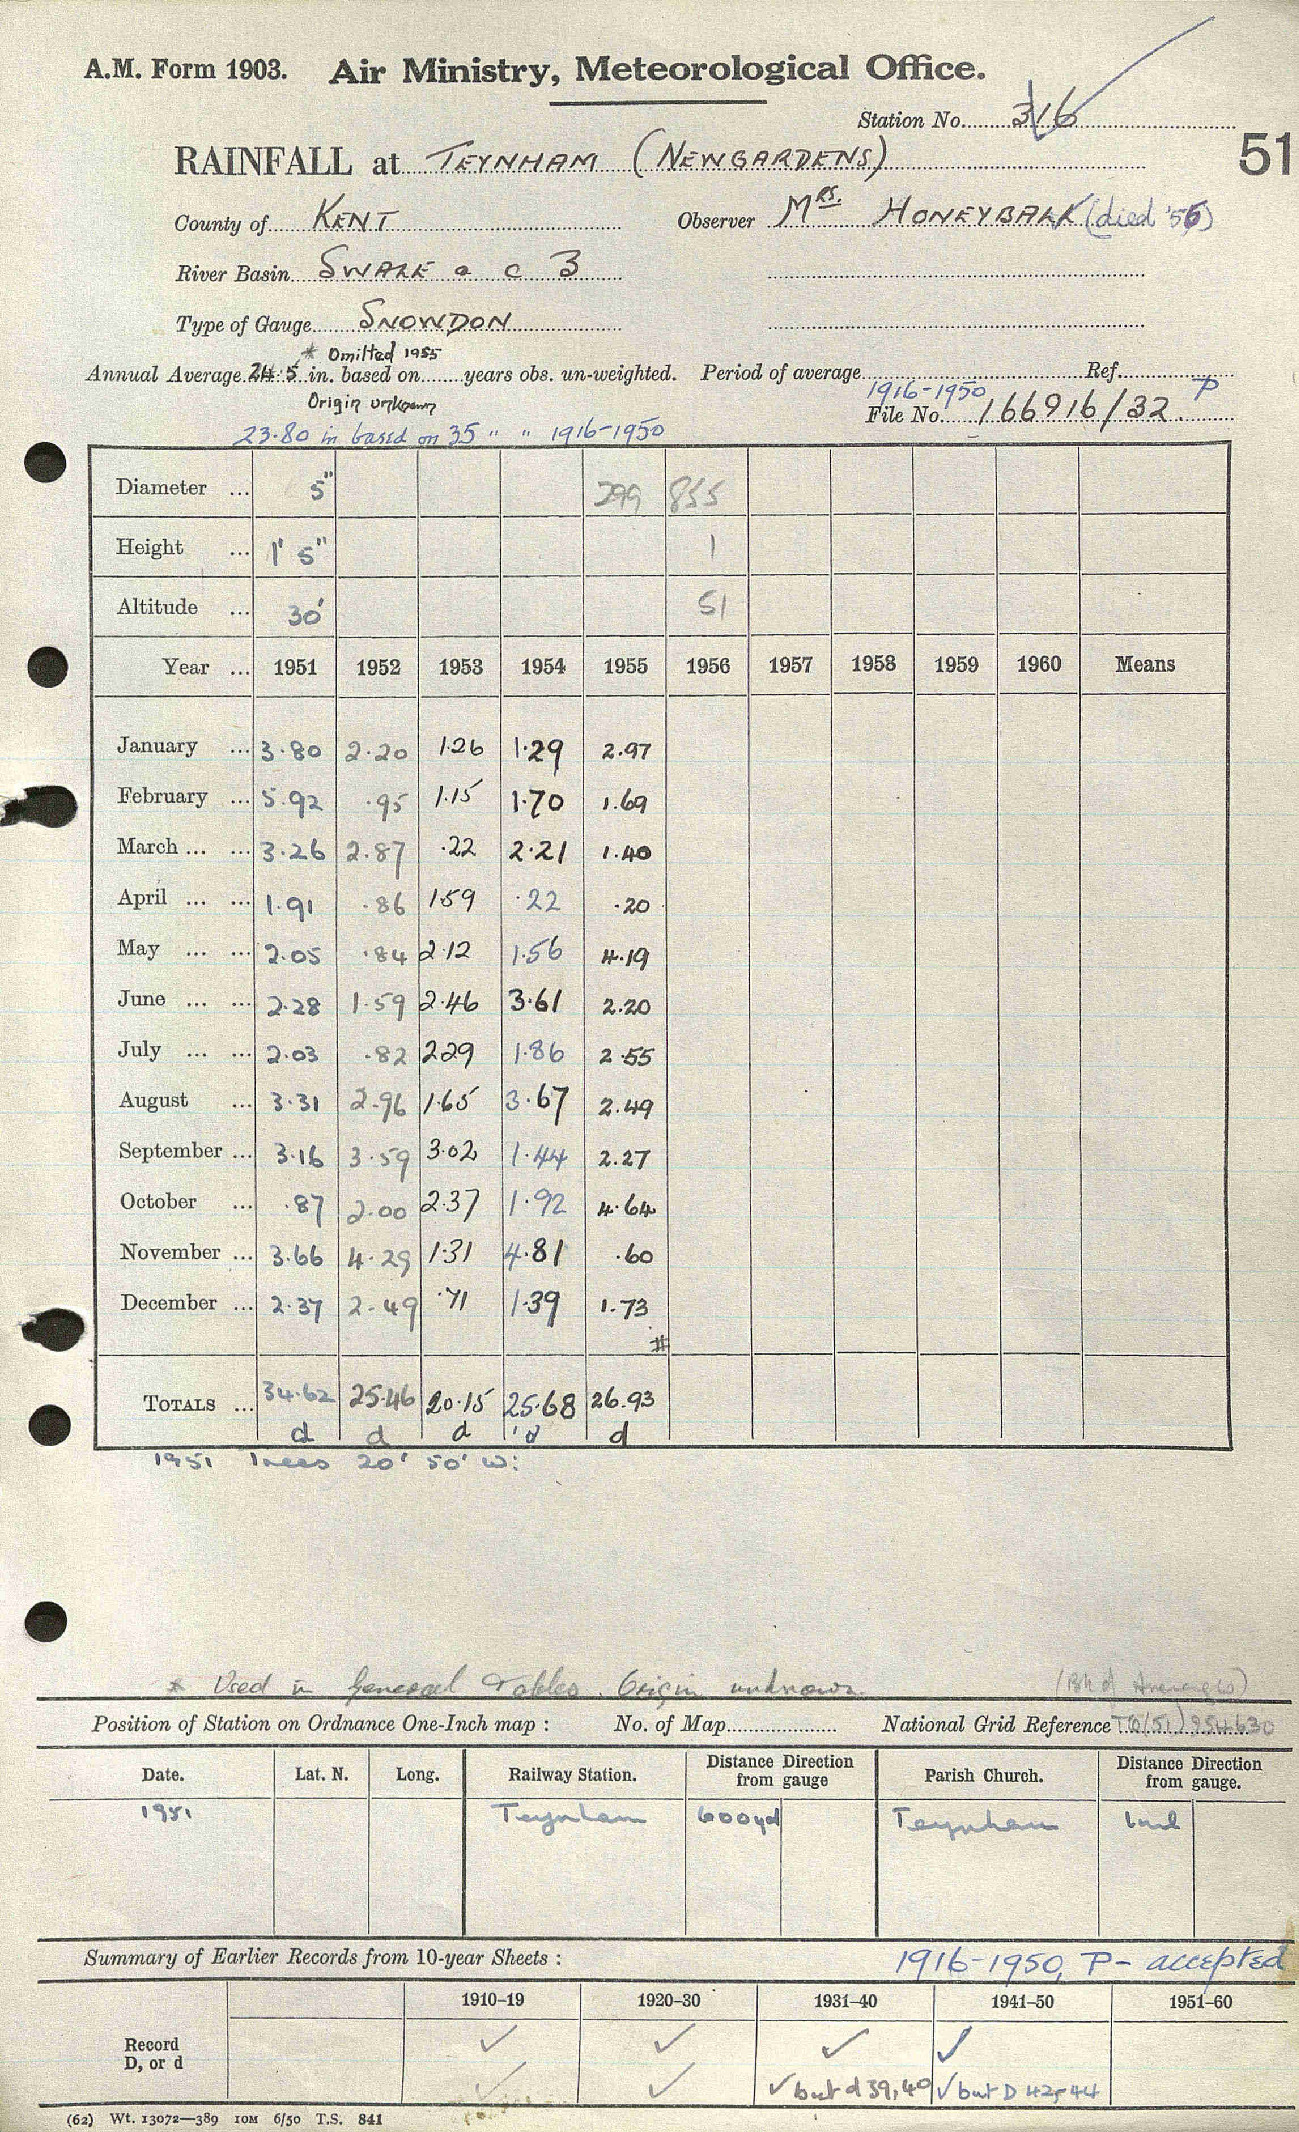 A.M. Form 1903. Air Ministry, Meteorological Office.
Station No. 316
51
RAINFALL at TEYNHAM (NEWGARDENS)
County of KENT Observer MRS. HONEYBALL (died '56)
River Basin SWALE a c 3
Type of Gauge SNOWDON
* Omitted 1955
Annual Average 24.5 in. based on years obs. un-weighted. Period of average 1916-1950 Ref. P
Origin unknown
File No. 166916/32
23.80 in based on 35 " " 1916-1950
Diameter ... 5" 299 855
Height ... 1' 5" 1
Altitude ... 30' 51
Year ... 1951 1952 1953 1954 1955 1956 1957 1958 1959 1960 Means
January ... 3.80 2.20 1.26 1.29 2.97
February ... 5.92 .95 1.15 1.70 1.69
March ... ... 3.26 2.87 .22 2.21 1.40
April ... ... 1.91 .86 1.59 .22 .20
May ... ... 2.05 .84 2.12 1.56 4.19
June ... ... 2.28 1.59 2.46 3.61 2.20
July ... ... 2.03 .82 2.29 1.86 2.55
August ... 3.31 2.96 1.65 3.67 2.49
September ... 3.16 3.59 3.02 1.44 2.27
October ... .87 2.00 2.37 1.92 4.64
November ... 3.66 4.29 1.31 4.81 .60
December ... 2.37 2.49 .71 1.39 1.73
#
TOTALS ... 34.62 25.46 20.15 25.68 26.93
d d d d d
1951 Trees 20' 50' W:
* Used in General Tables. Origin unknown (Bk of Averages)
Position of Station on Ordnance One-Inch map : No. of Map National Grid Reference TQ(51)954630
Date. Lat. N. Long. Railway Station. Distance Direction from gauge Parish Church. Distance Direction from gauge.
1951 Teynham 600yd Teynham 1ml
Summary of Earlier Records from 10-year Sheets : 1916-1950, P - accepted
1910–19 1920–30 1931–40 1941–50 1951–60
Record ✓ ✓ ✓ ✓
D, or d ✓ ✓ ✓ but d 39,40 ✓ but D 42,44
(62) Wt. 13072—389 10M 6/50 T.S. 841